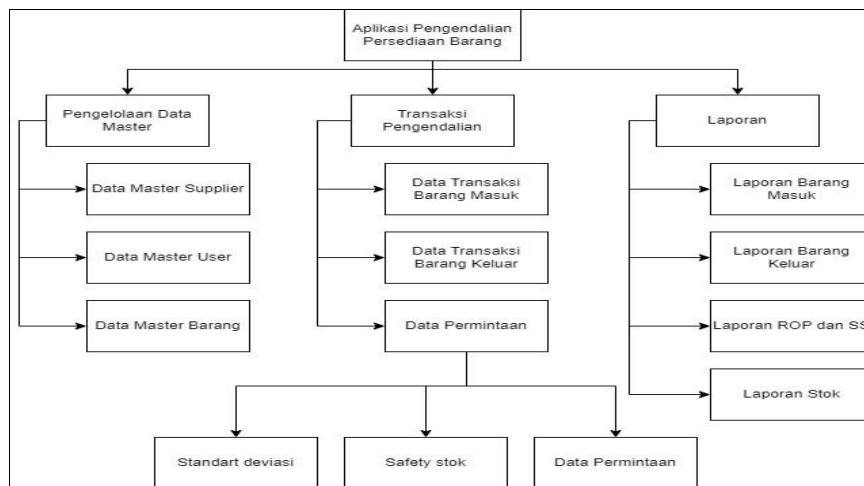 Aplikasi Pengendalian
Persediaan Barang
Pengelolaan Data
Master
Transaksi
Pengendalian
Laporan
Data Master Supplier
Data Transaksi
Barang Masuk
Laporan Barang
Masuk
Data Master User
Data Transaksi
Barang Keluar
Laporan Barang
Keluar
Data Master Barang
Data Permintaan
Laporan ROP dan SS
Laporan Stok
Standart deviasi
Safety stok
Data Permintaan